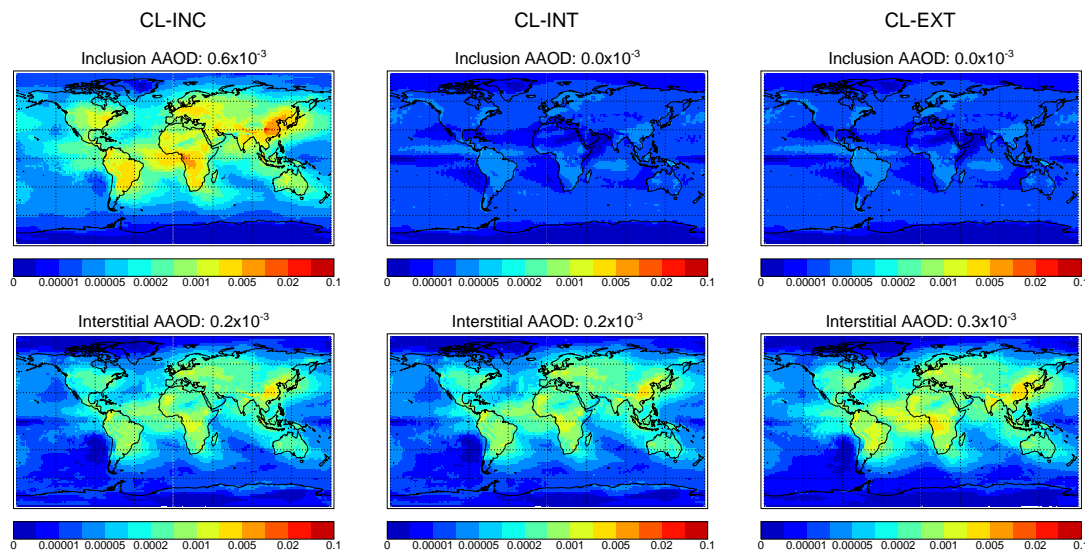 CL-INC CL-INT CL-EXT
Inclusion AAOD: 0.6x10⁻³ Inclusion AAOD: 0.0x10⁻³ Inclusion AAOD: 0.0x10⁻³
0 0.00001 0.00005 0.0002 0.001 0.005 0.02 0.1 0 0.00001 0.00005 0.0002 0.001 0.005 0.02 0.1 0 0.00001 0.00005 0.0002 0.001 0.005 0.02 0.1
Interstitial AAOD: 0.2x10⁻³ Interstitial AAOD: 0.2x10⁻³ Interstitial AAOD: 0.3x10⁻³
0 0.00001 0.00005 0.0002 0.001 0.005 0.02 0.1 0 0.00001 0.00005 0.0002 0.001 0.005 0.02 0.1 0 0.00001 0.00005 0.0002 0.001 0.005 0.02 0.1